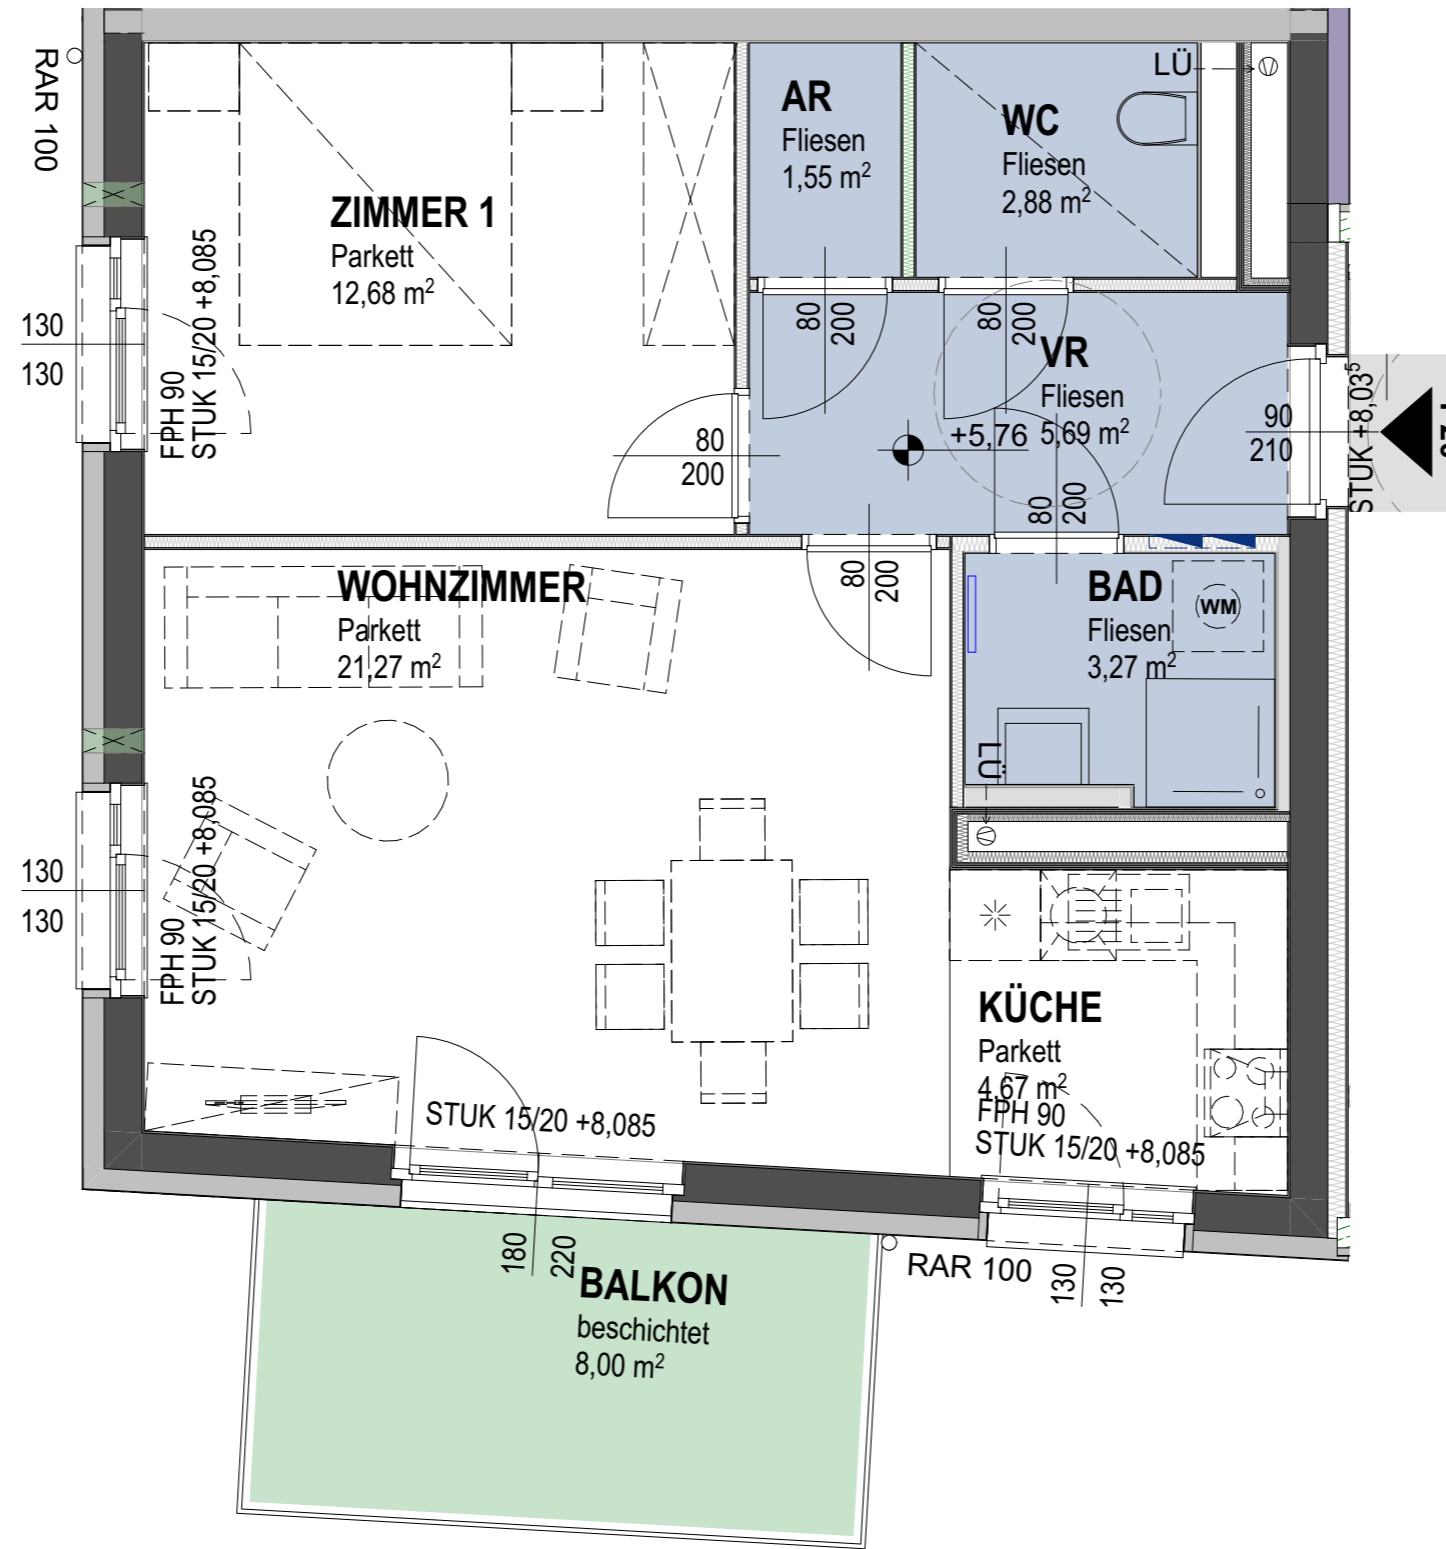 RAR 100
AR
Fliesen
1,55 m²
WC
Fliesen
2,88 m²
LÜ
ZIMMER 1
Parkett
12,68 m²
130
130
FPH 90
STUK 15/20 +8,085
80
200
80
200
VR
Fliesen
5,69 m²
+5,76
80
200
90
210
STUK +8,03⁵
80
200
80
200
WOHNZIMMER
Parkett
21,27 m²
BAD
Fliesen
3,27 m²
WM
LÜ
130
130
FPH 90
STUK 15/20 +8,085
KÜCHE
Parkett
4,67 m²
FPH 90
STUK 15/20 +8,085
STUK 15/20 +8,085
180
220
RAR 100
130
130
BALKON
beschichtet
8,00 m²